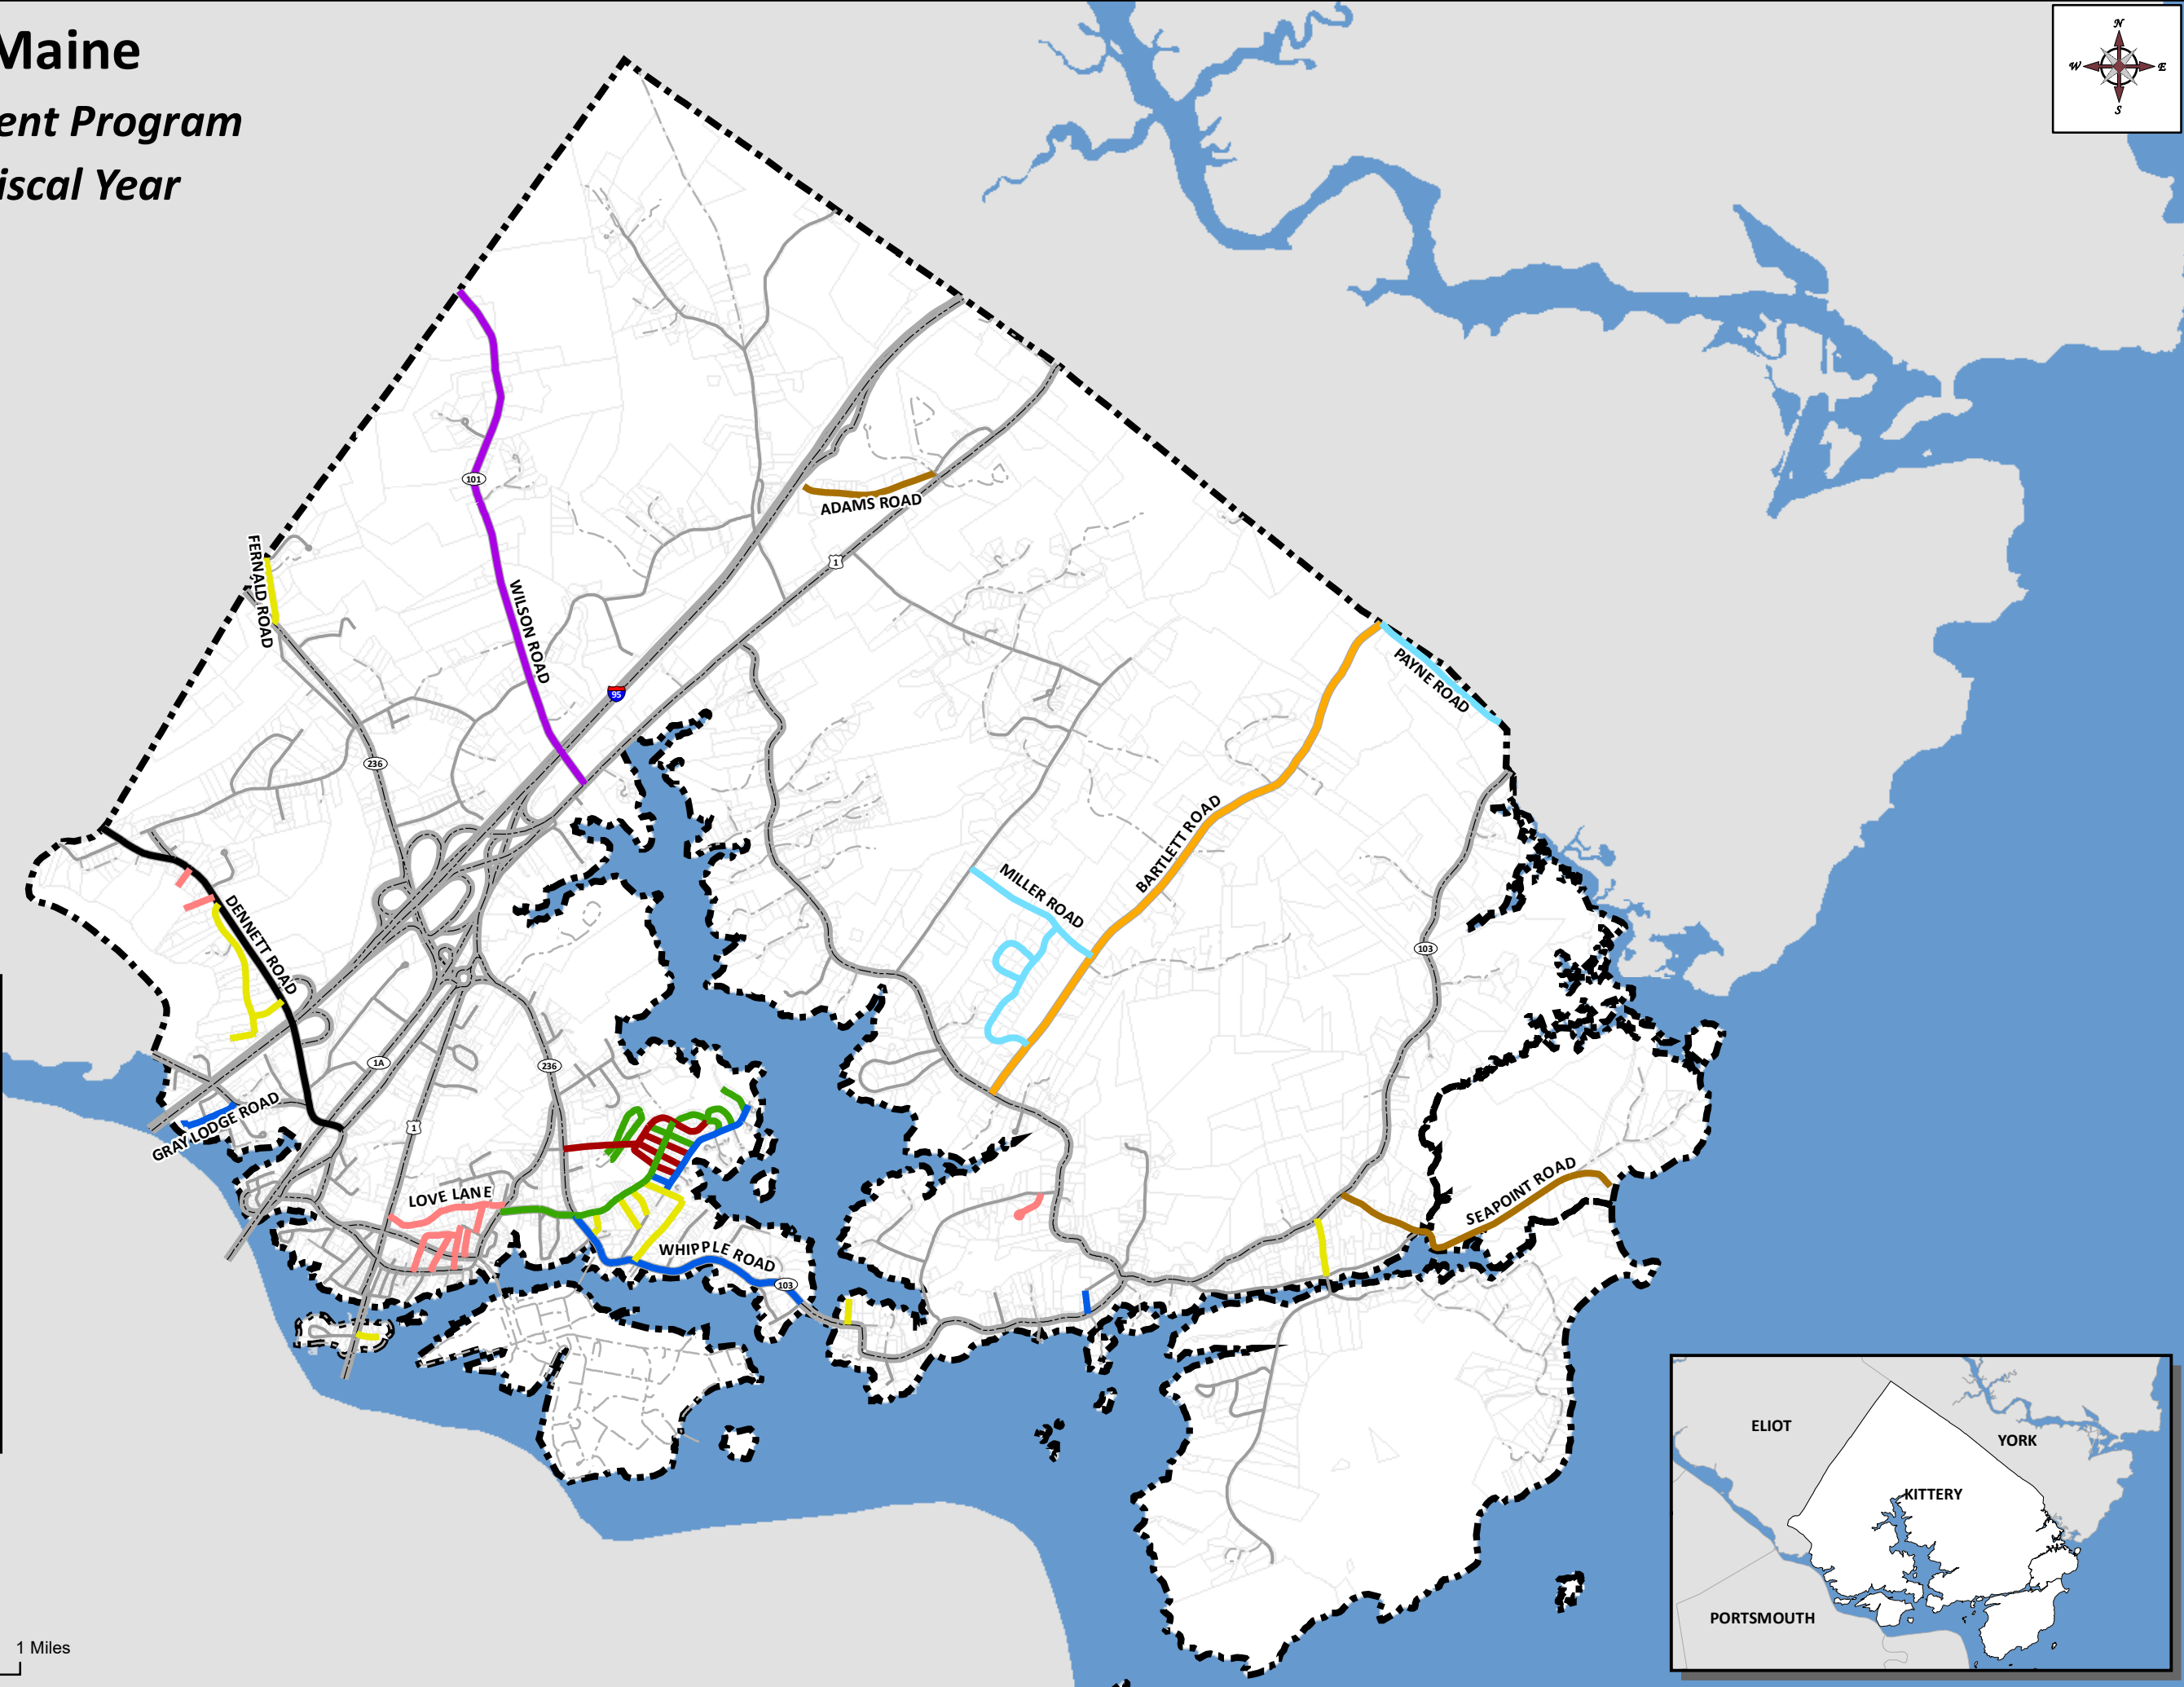 Maine
ent Program
iscal Year
N
W
E
S
ADAMS ROAD
101
FERNALD ROAD
1
WILSON ROAD
95
PAYNE ROAD
236
BARTLETT ROAD
MILLER ROAD
DENNETT ROAD
103
1A
236
GRAY LODGE ROAD
1
LOVE LANE
SEAPOINT ROAD
WHIPPLE ROAD
103
ELIOT
YORK
KITTERY
PORTSMOUTH
1 Miles